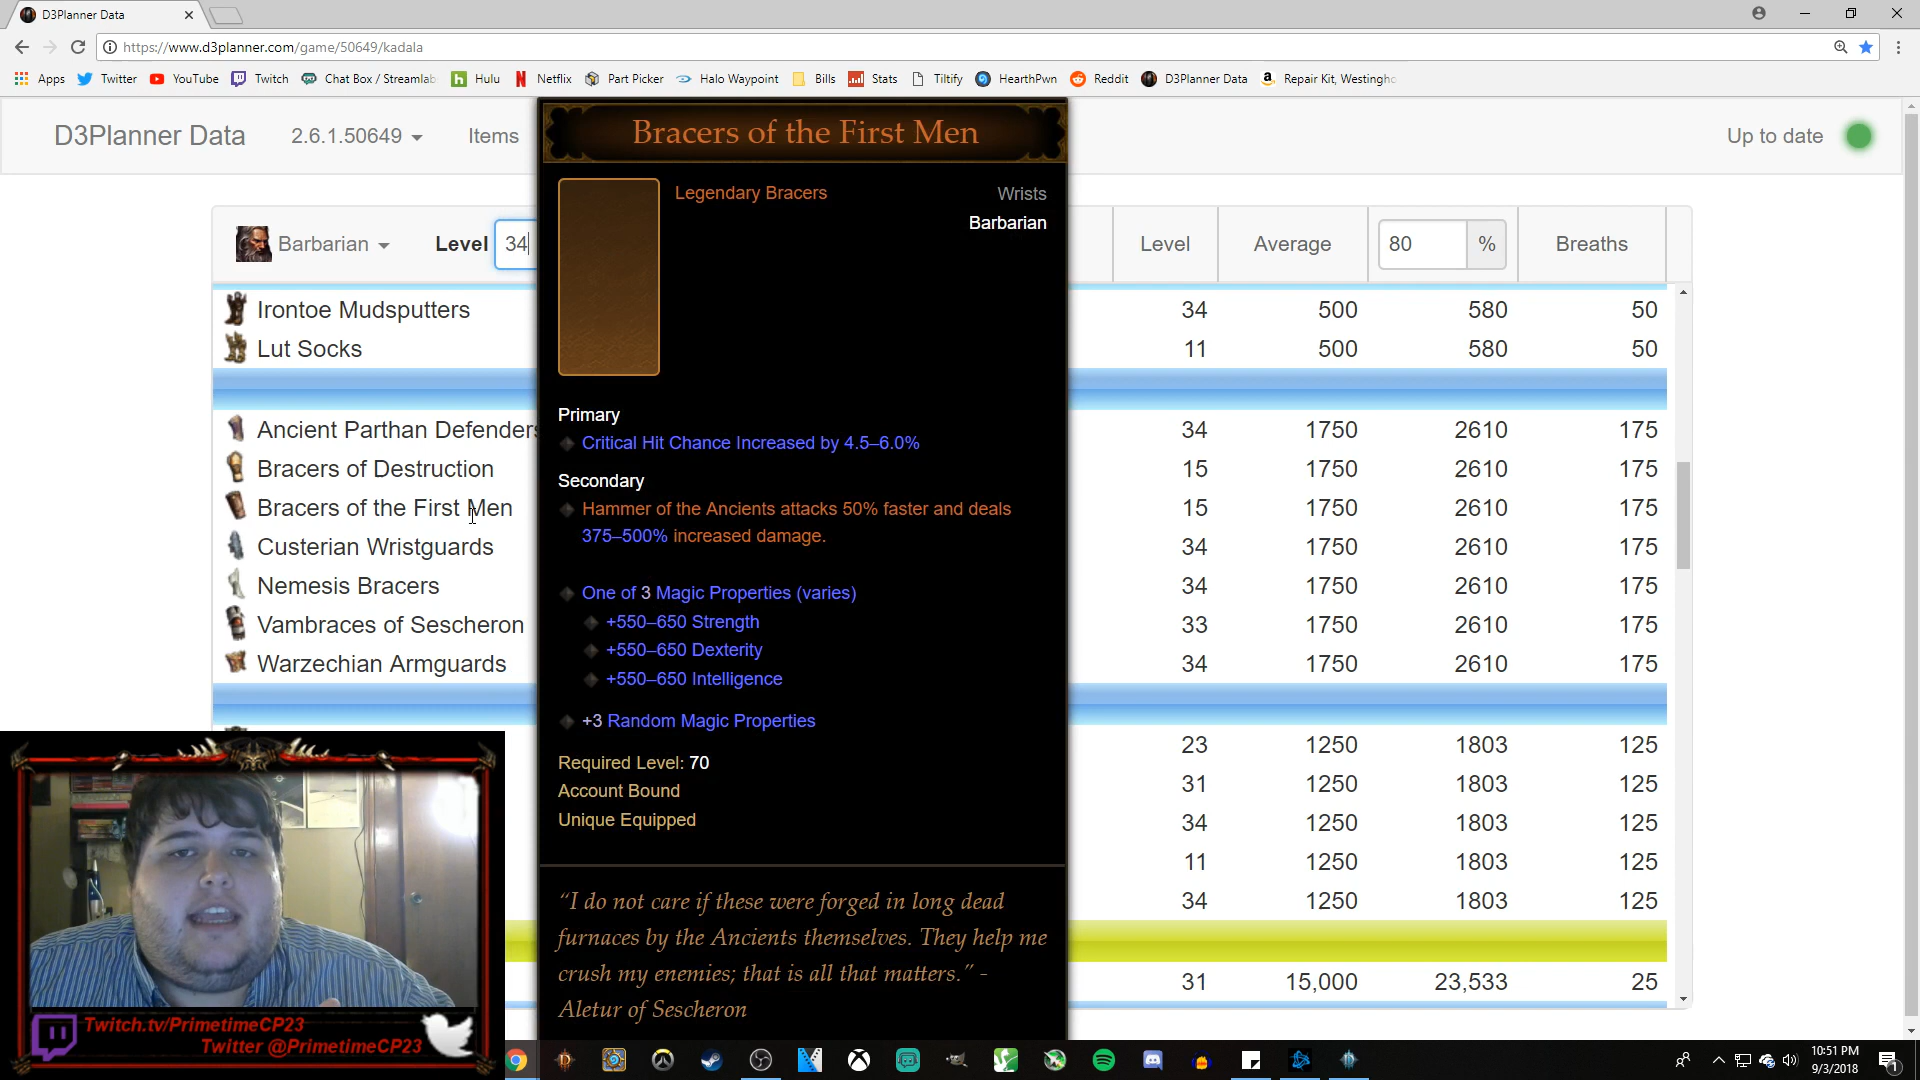 D3Planner Data
https://www.d3planner.com/game/50649/kadala
Apps Twitter YouTube Twitch Chat Box / Streamlab Hulu Netflix Part Picker Halo Waypoint Bills Stats Tiltify HearthPwn Reddit D3Planner Data Repair Kit, Westingho
D3Planner Data 2.6.1.50649 Items Up to date
Barbarian Level 34 Level Average 80 % Breaths
Irontoe Mudsputters 34 500 580 50
Lut Socks 11 500 580 50
Ancient Parthan Defenders 34 1750 2610 175
Bracers of Destruction 15 1750 2610 175
Bracers of the First Men 15 1750 2610 175
Custerian Wristguards 34 1750 2610 175
Nemesis Bracers 34 1750 2610 175
Vambraces of Sescheron 33 1750 2610 175
Warzechian Armguards 34 1750 2610 175
23 1250 1803 125
31 1250 1803 125
34 1250 1803 125
11 1250 1803 125
34 1250 1803 125
31 15,000 23,533 25
Bracers of the First Men
Legendary Bracers Wrists
Barbarian
Primary
Critical Hit Chance Increased by 4.5–6.0%
Secondary
Hammer of the Ancients attacks 50% faster and deals
375–500% increased damage.
One of 3 Magic Properties (varies)
+550–650 Strength
+550–650 Dexterity
+550–650 Intelligence
+3 Random Magic Properties
Required Level: 70
Account Bound
Unique Equipped
“I do not care if these were forged in long dead
furnaces by the Ancients themselves. They help me
crush my enemies; that is all that matters.” -
Aletur of Sescheron
Twitch.tv/PrimetimeCP23
Twitter @PrimetimeCP23
10:51 PM
9/3/2018
1